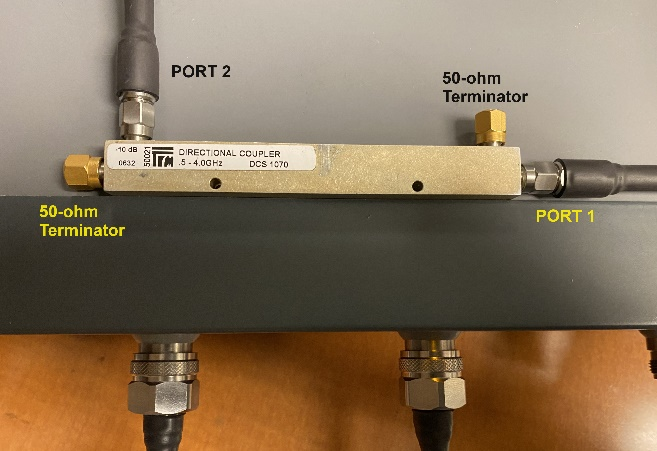 PORT 2
50-ohm
Terminator
-10 dB
0632
50021
TRC
DIRECTIONAL COUPLER
.5 - 4.0GHz DCS 1070
50-ohm
Terminator
PORT 1